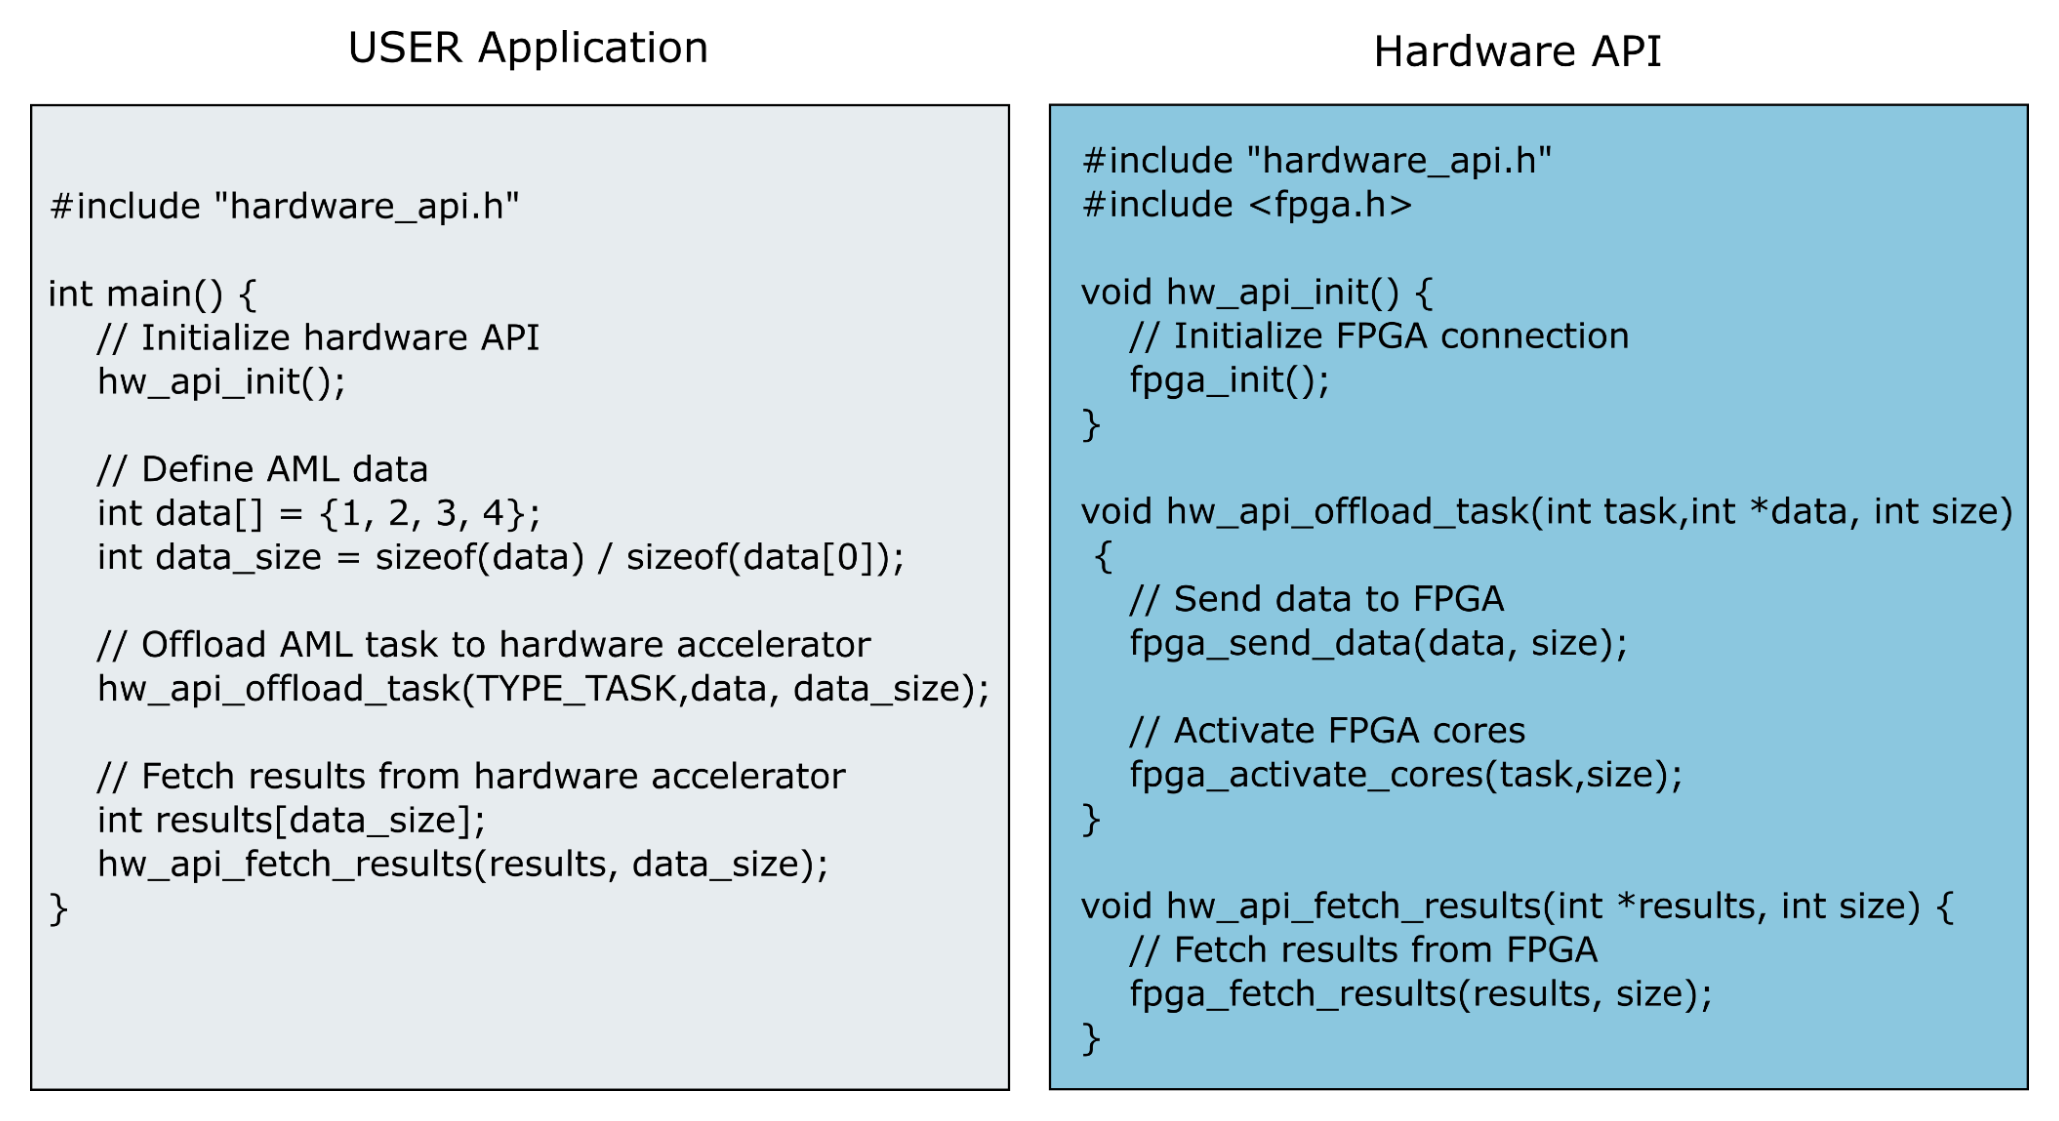 USER Application
#include "hardware_api.h"
int main() {
// Initialize hardware API
hw_api_init();
// Define AML data
int data[] = {1, 2, 3, 4};
int data_size = sizeof(data) / sizeof(data[0]);
// Offload AML task to hardware accelerator
hw_api_offload_task(TYPE_TASK,data, data_size);
// Fetch results from hardware accelerator
int results[data_size];
hw_api_fetch_results(results, data_size);
}
Hardware API
#include "hardware_api.h"
#include <fpga.h>
void hw_api_init() {
// Initialize FPGA connection
fpga_init();
}
void hw_api_offload_task(int task,int *data, int size)
{
// Send data to FPGA
fpga_send_data(data, size);
// Activate FPGA cores
fpga_activate_cores(task,size);
}
void hw_api_fetch_results(int *results, int size) {
// Fetch results from FPGA
fpga_fetch_results(results, size);
}